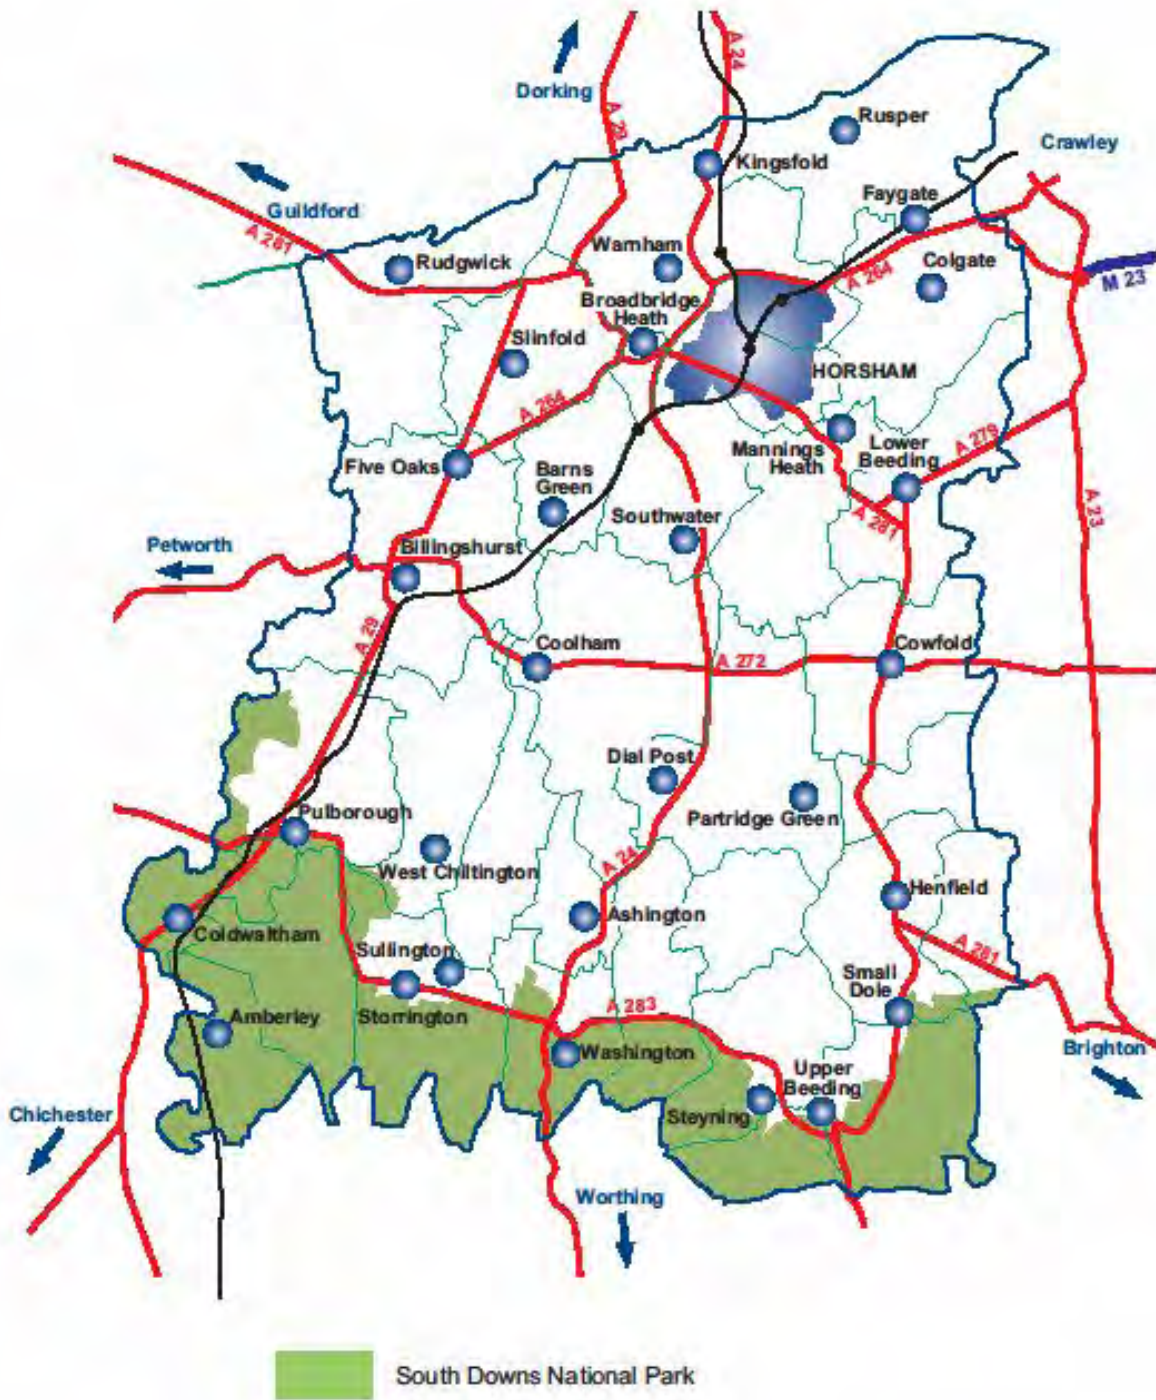 A 24
Dorking
A 29
Rusper
Crawley
Kingsfold
Faygate
Guildford
A 281
Warnham
Rudgwick
Colgate
A 264
M 23
Broadbridge
Heath
Slinfold
HORSHAM
A 264
Mannings
Heath
Lower
Beeding
A 279
Five Oaks
Barns
Green
A 23
Southwater
A 281
Petworth
Billingshurst
A 29
Coolham
A 272
Cowfold
Dial Post
Pulborough
Partridge Green
West Chiltington
A 24
Henfield
Ashington
Coldwaltham
Sullington
A 281
Small
Dole
Storrington
A 283
Amberley
Washington
Brighton
Upper
Beeding
Chichester
Steyning
Worthing
South Downs National Park